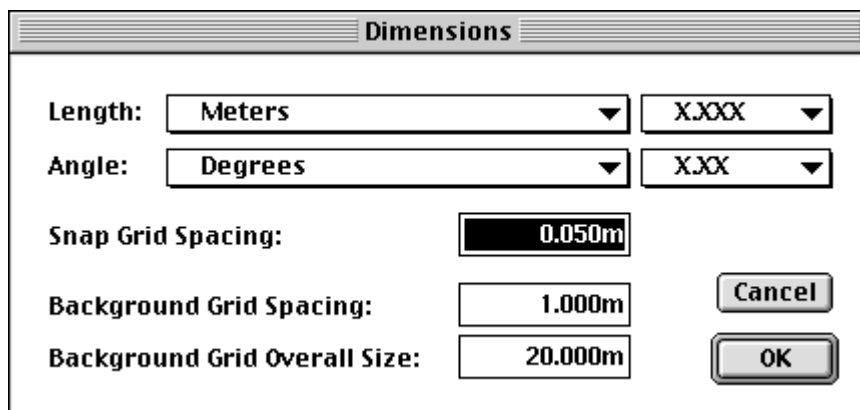 Dimensions
Length: Meters X.XXX
Angle: Degrees X.XX
Snap Grid Spacing: 0.050m
Background Grid Spacing: 1.000m
Cancel
Background Grid Overall Size: 20.000m
OK